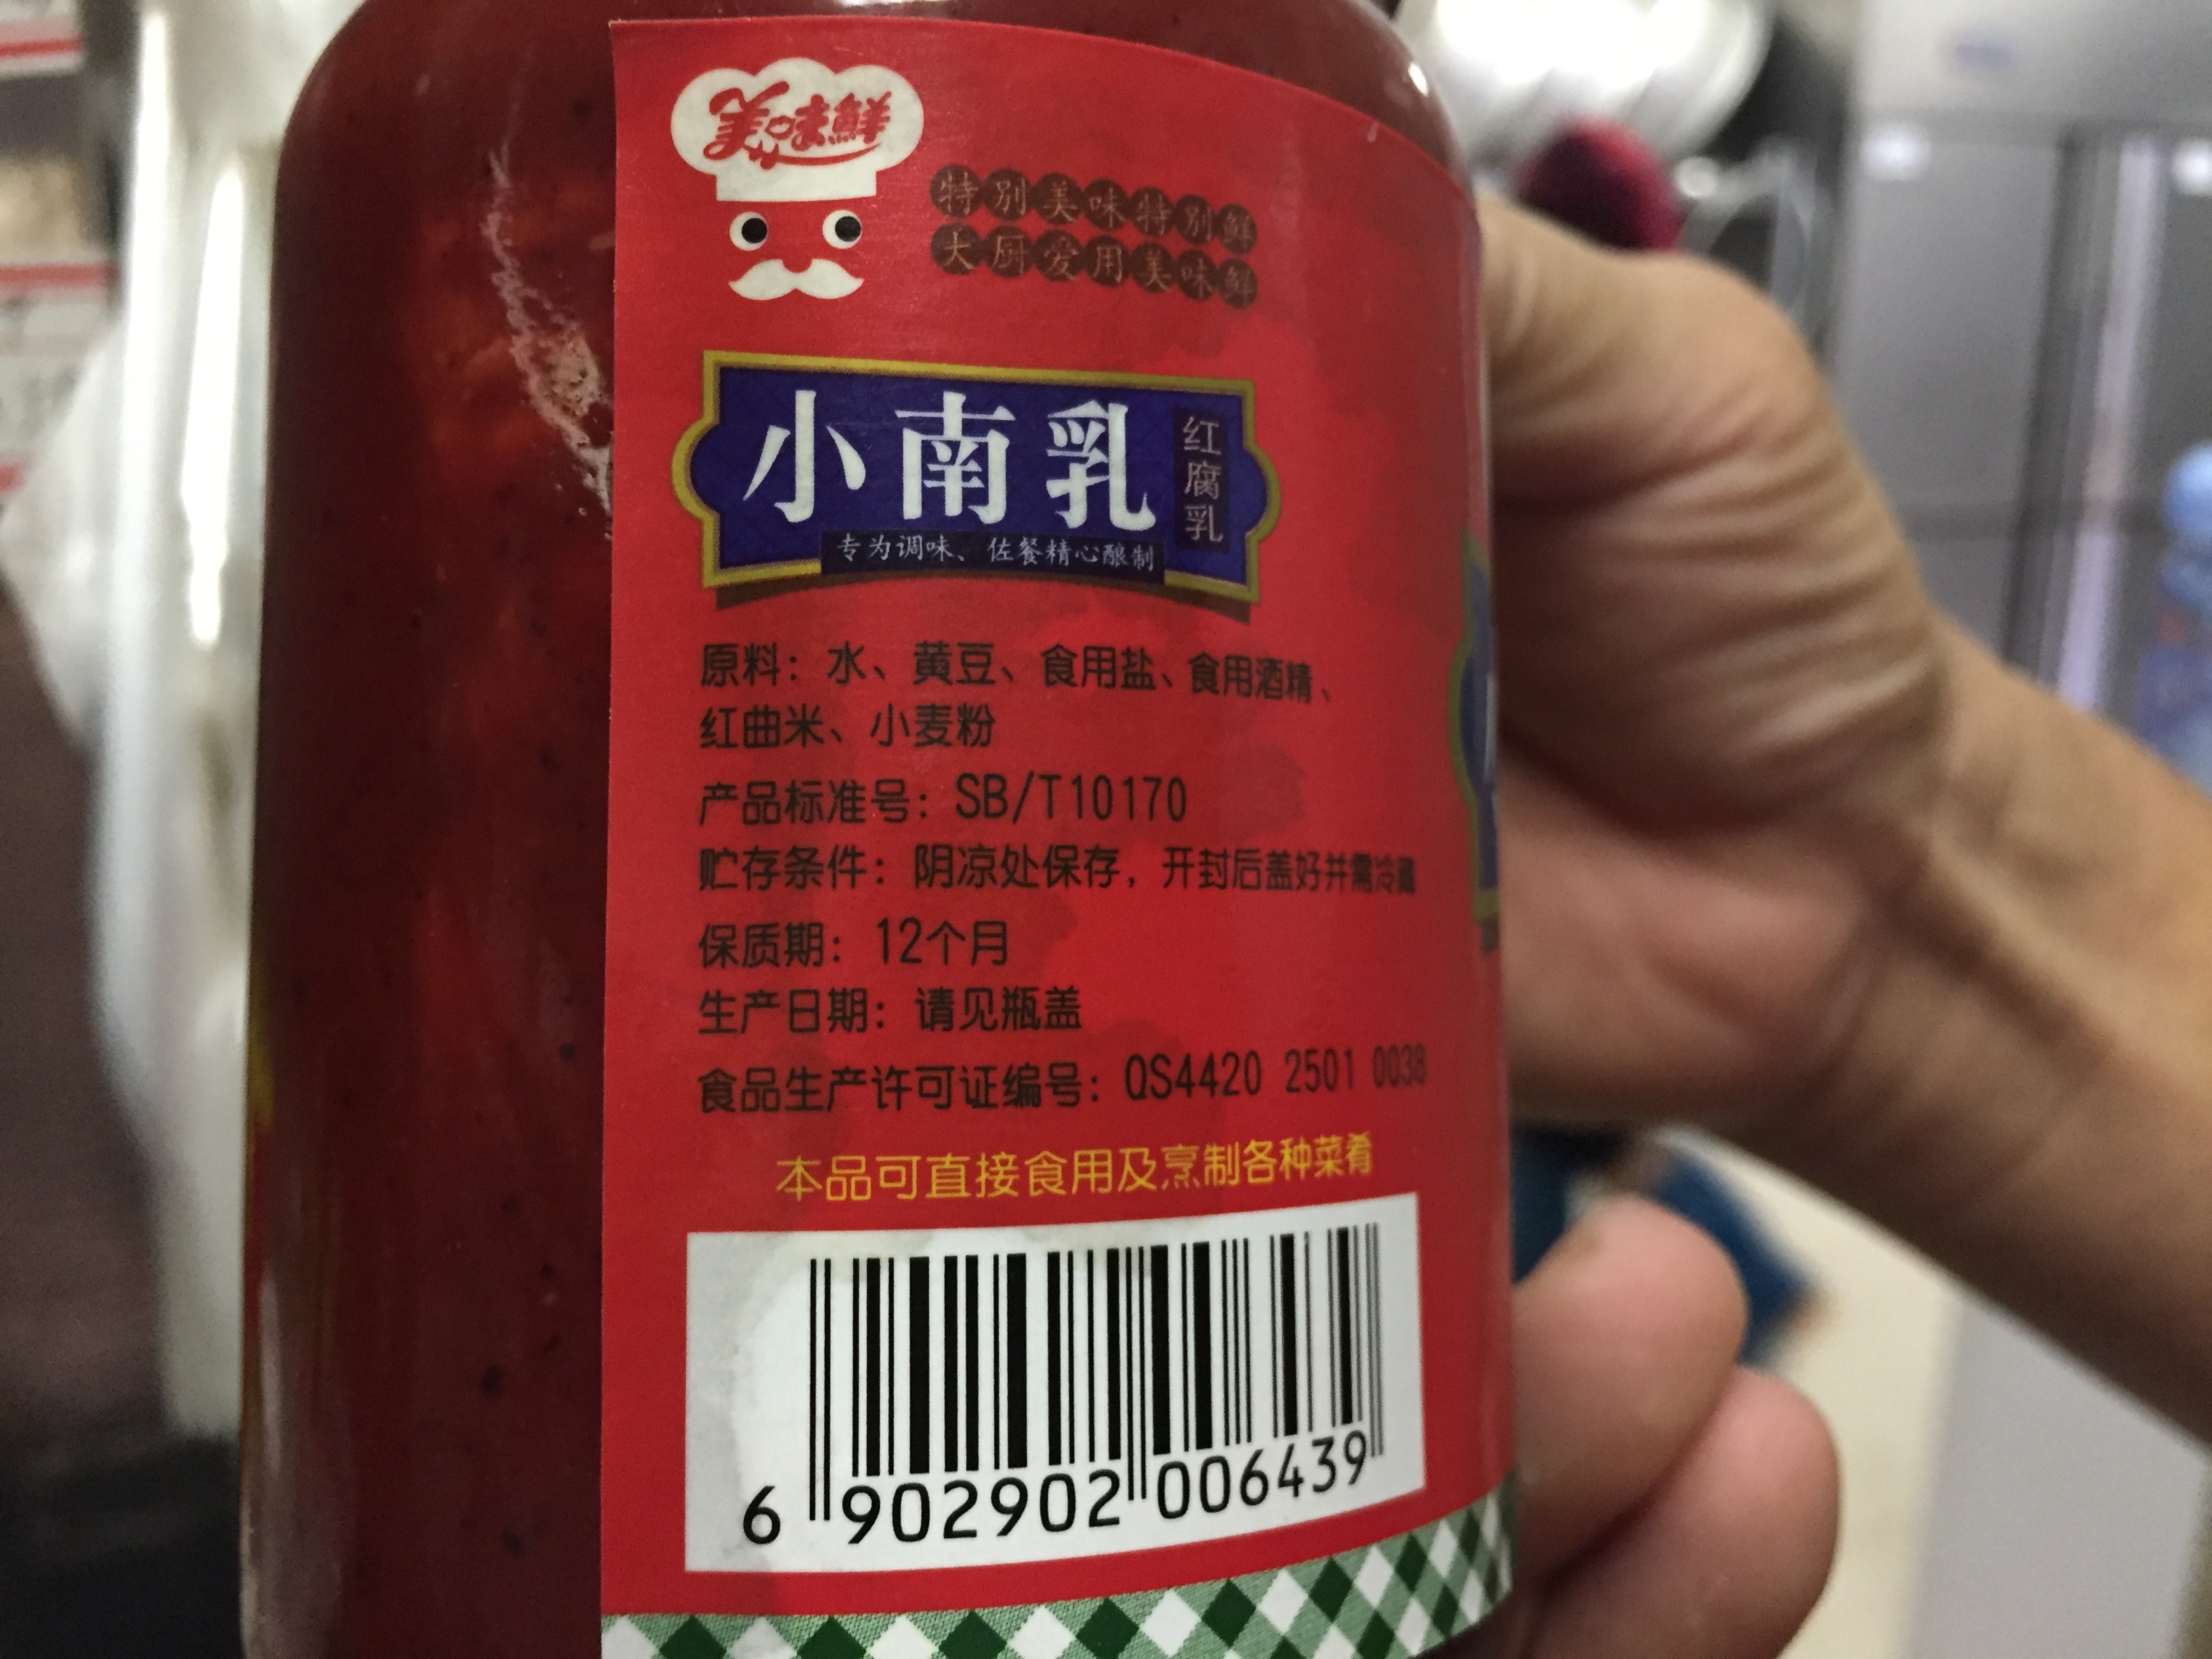 美味鲜
特别美味特别鲜
大厨爱用美味鲜
小南乳
红腐乳
专为调味、佐餐精心酿制
原料：水、黄豆、食用盐、食用酒精、
红曲米、小麦粉
产品标准号：SB/T10170
贮存条件：阴凉处保存，开封后盖好并需冷藏
保质期：12个月
生产日期：请见瓶盖
食品生产许可证编号：QS4420 2501 0038
本品可直接食用及烹制各种菜肴
6 902902 006439